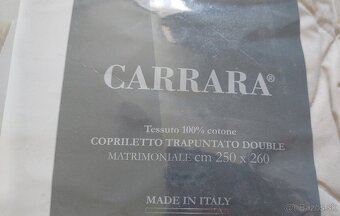 CARRARA®
Tessuto 100% cotone
COPRILETTO TRAPUNTATO DOUBLE
MATRIMONIALE cm 250 x 260
MADE IN ITALY